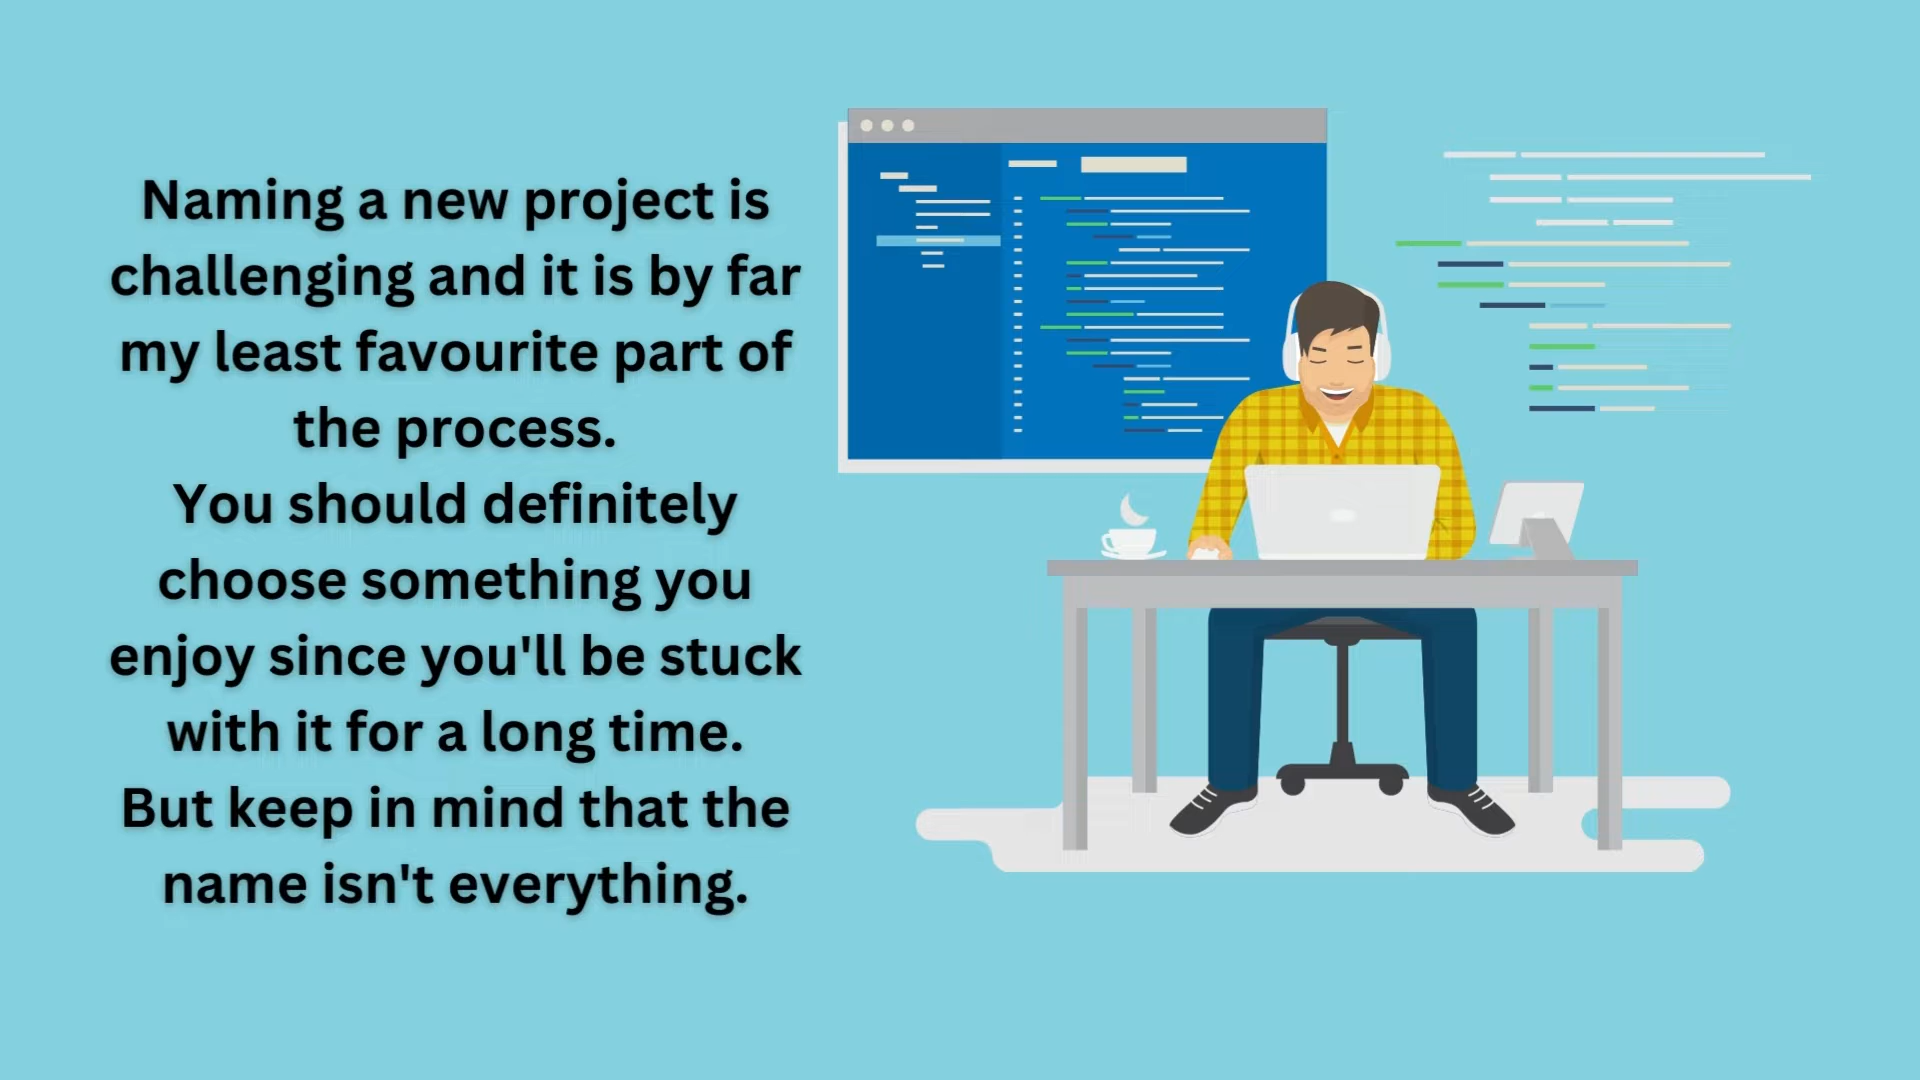 Naming a new project is
challenging and it is by far
my least favourite part of
the process.
You should definitely
choose something you
enjoy since you'll be stuck
with it for a long time.
But keep in mind that the
name isn't everything.